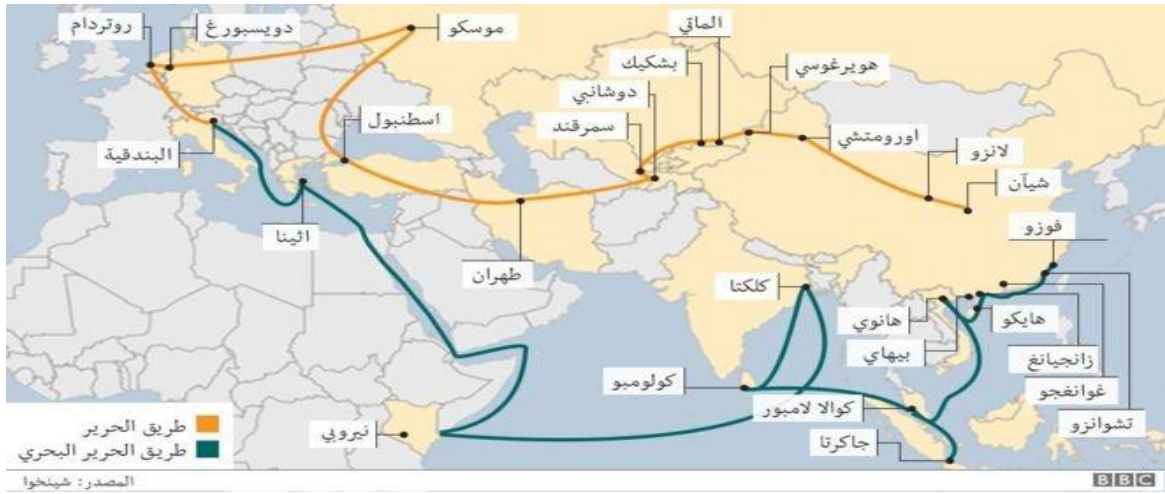 روتردام
دويسبورغ
موسكو
الماتي
بشكيك
هويرغوسي
دوشانبي
اسطنبول
سمرقند
اورومتشي
لانزو
البندقية
شيآن
فوزو
اثينا
طهران
كلكتا
هانوي
هايكو
بيهاي
زانجيانغ
كولومبو
غوانغجو
كوالا لامبور
تشوانزو
طريق الحرير
نيروبي
طريق الحرير البحري
جاكرتا
المصدر: شينخوا
BBC